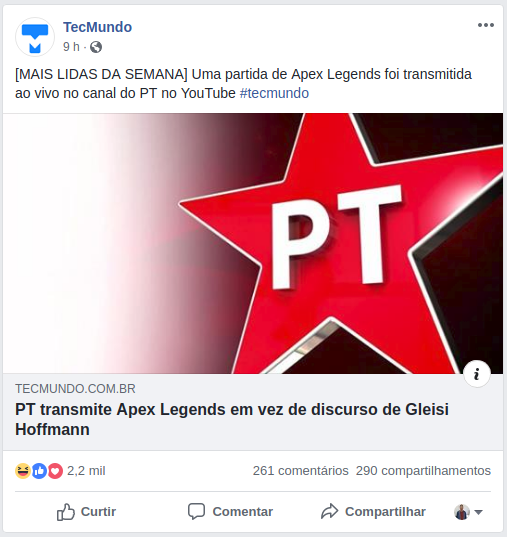 TecMundo
9 h ·
[MAIS LIDAS DA SEMANA] Uma partida de Apex Legends foi transmitida
ao vivo no canal do PT no YouTube #tecmundo
PT
TECMUNDO.COM.BR
i
PT transmite Apex Legends em vez de discurso de Gleisi
Hoffmann
2,2 mil 261 comentários 290 compartilhamentos
Curtir Comentar Compartilhar